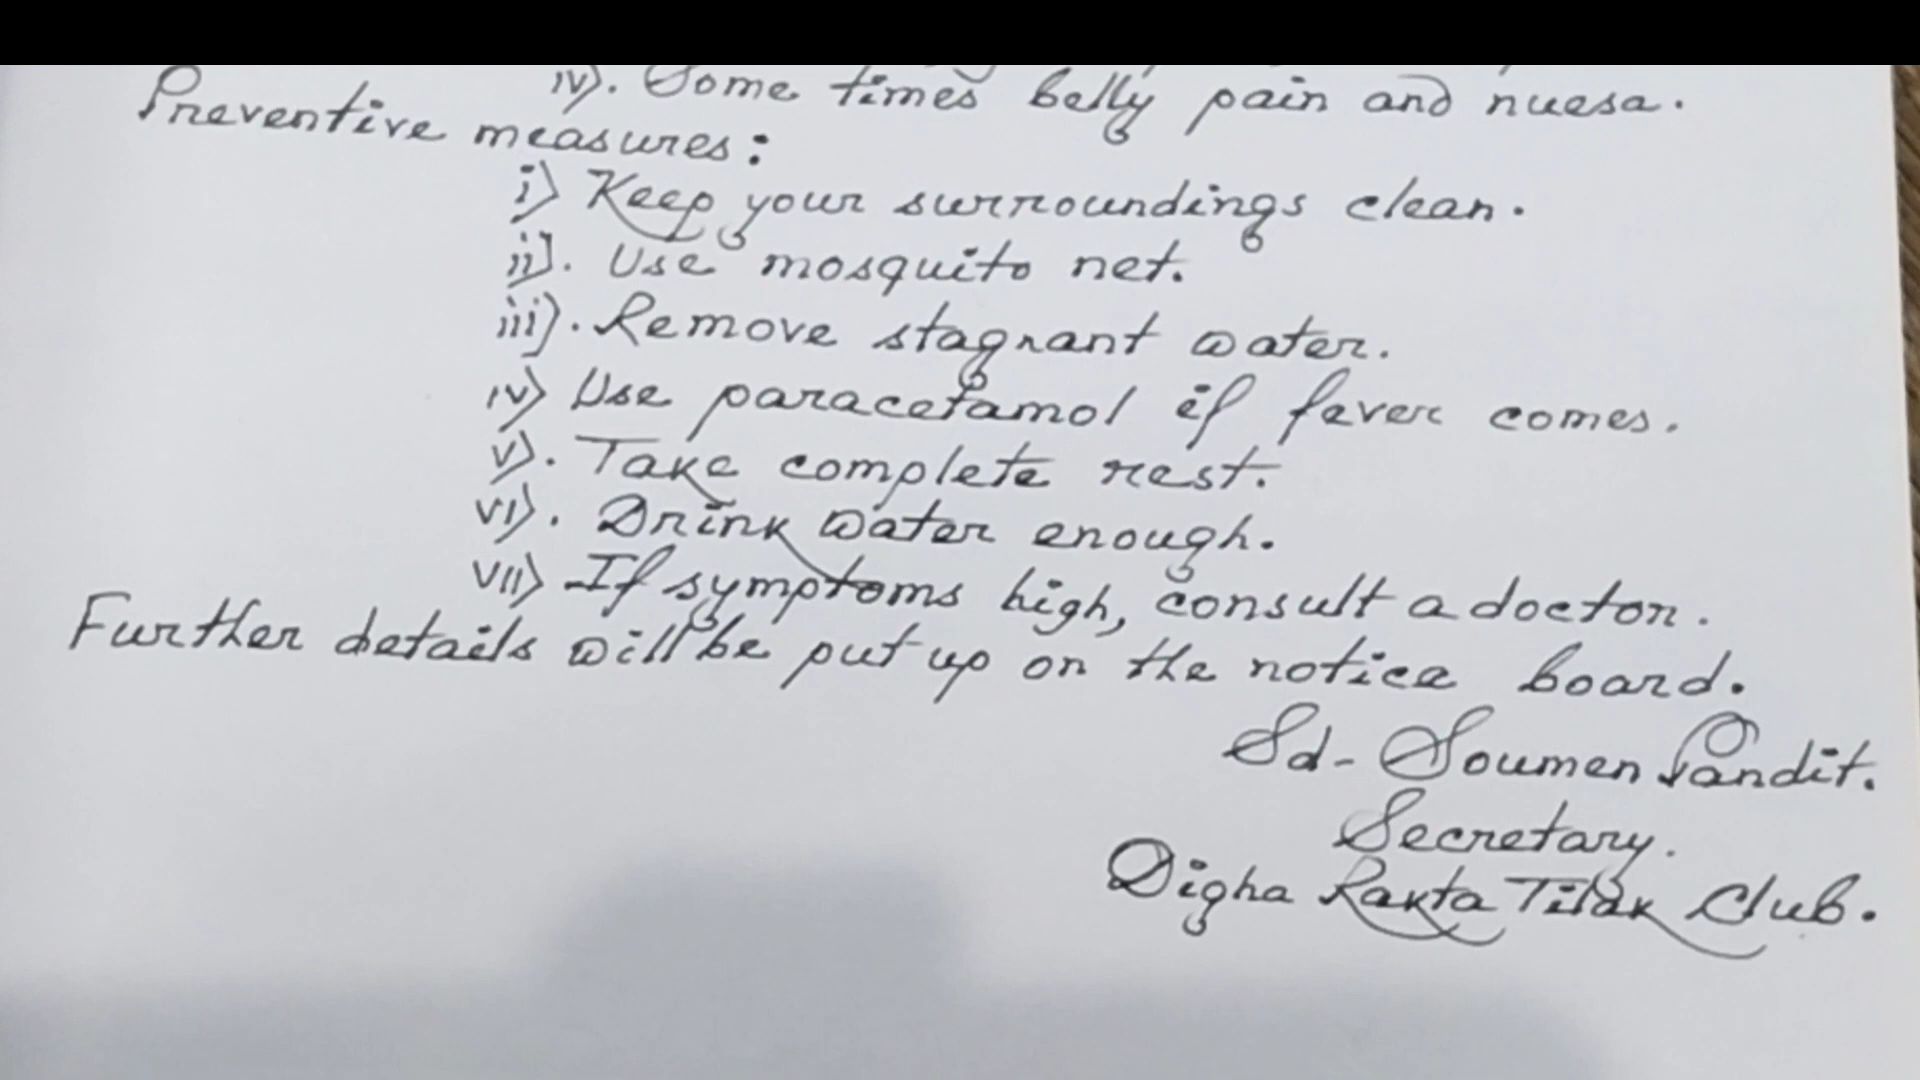 iv). Some times belly pain and nuesa.
Preventive measures:
i) Keep your surroundings clean.
ii). Use mosquito net.
iii). Remove stagnant water.
iv) Use paracetamol if fever comes.
v). Take complete rest.
vi). Drink water enough.
vii) If symptoms high, consult a doctor.
Further details will be put up on the notice board.
Sd- Soumen Pandit.
Secretary.
Digha Rakta Tilak Club.